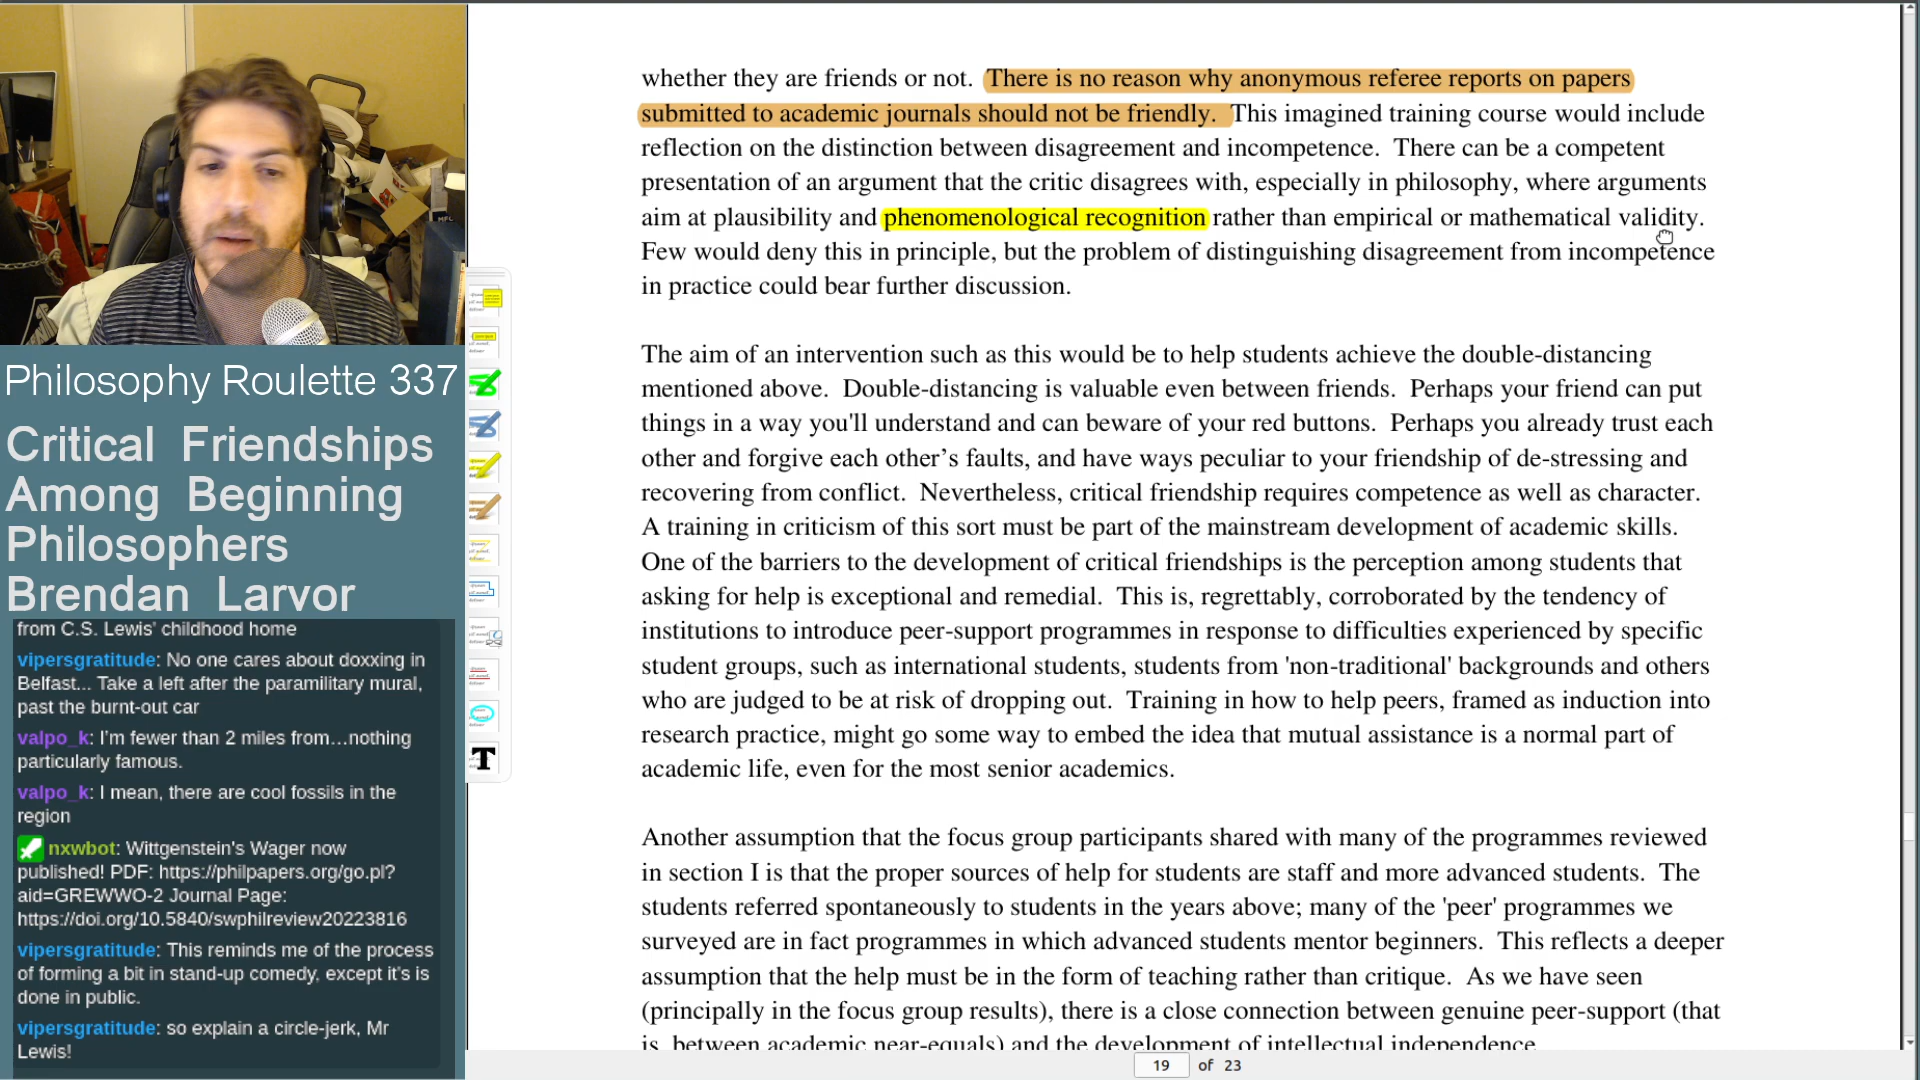 whether they are friends or not. There is no reason why anonymous referee reports on papers
submitted to academic journals should not be friendly. This imagined training course would include
reflection on the distinction between disagreement and incompetence. There can be a competent
presentation of an argument that the critic disagrees with, especially in philosophy, where arguments
aim at plausibility and phenomenological recognition rather than empirical or mathematical validity.
Few would deny this in principle, but the problem of distinguishing disagreement from incompetence
in practice could bear further discussion.
The aim of an intervention such as this would be to help students achieve the double-distancing
mentioned above. Double-distancing is valuable even between friends. Perhaps your friend can put
things in a way you'll understand and can beware of your red buttons. Perhaps you already trust each
other and forgive each other’s faults, and have ways peculiar to your friendship of de-stressing and
recovering from conflict. Nevertheless, critical friendship requires competence as well as character.
A training in criticism of this sort must be part of the mainstream development of academic skills.
One of the barriers to the development of critical friendships is the perception among students that
asking for help is exceptional and remedial. This is, regrettably, corroborated by the tendency of
institutions to introduce peer-support programmes in response to difficulties experienced by specific
student groups, such as international students, students from 'non-traditional' backgrounds and others
who are judged to be at risk of dropping out. Training in how to help peers, framed as induction into
research practice, might go some way to embed the idea that mutual assistance is a normal part of
academic life, even for the most senior academics.
Another assumption that the focus group participants shared with many of the programmes reviewed
in section I is that the proper sources of help for students are staff and more advanced students. The
students referred spontaneously to students in the years above; many of the 'peer' programmes we
surveyed are in fact programmes in which advanced students mentor beginners. This reflects a deeper
assumption that the help must be in the form of teaching rather than critique. As we have seen
(principally in the focus group results), there is a close connection between genuine peer-support (that
is, between academic near-equals) and the development of intellectual independence.
19 of 23
T
Philosophy Roulette 337
Critical Friendships
Among Beginning
Philosophers
Brendan Larvor
from C.S. Lewis' childhood home
vipersgratitude: No one cares about doxxing in
Belfast... Take a left after the paramilitary mural,
past the burnt-out car
valpo_k: I'm fewer than 2 miles from…nothing
particularly famous.
valpo_k: I mean, there are cool fossils in the
region
nxwbot: Wittgenstein's Wager now
published! PDF: https://philpapers.org/go.pl?
aid=GREWWO-2 Journal Page:
https://doi.org/10.5840/swphilreview20223816
vipersgratitude: This reminds me of the process
of forming a bit in stand-up comedy, except it's is
done in public.
vipersgratitude: so explain a circle-jerk, Mr
Lewis!